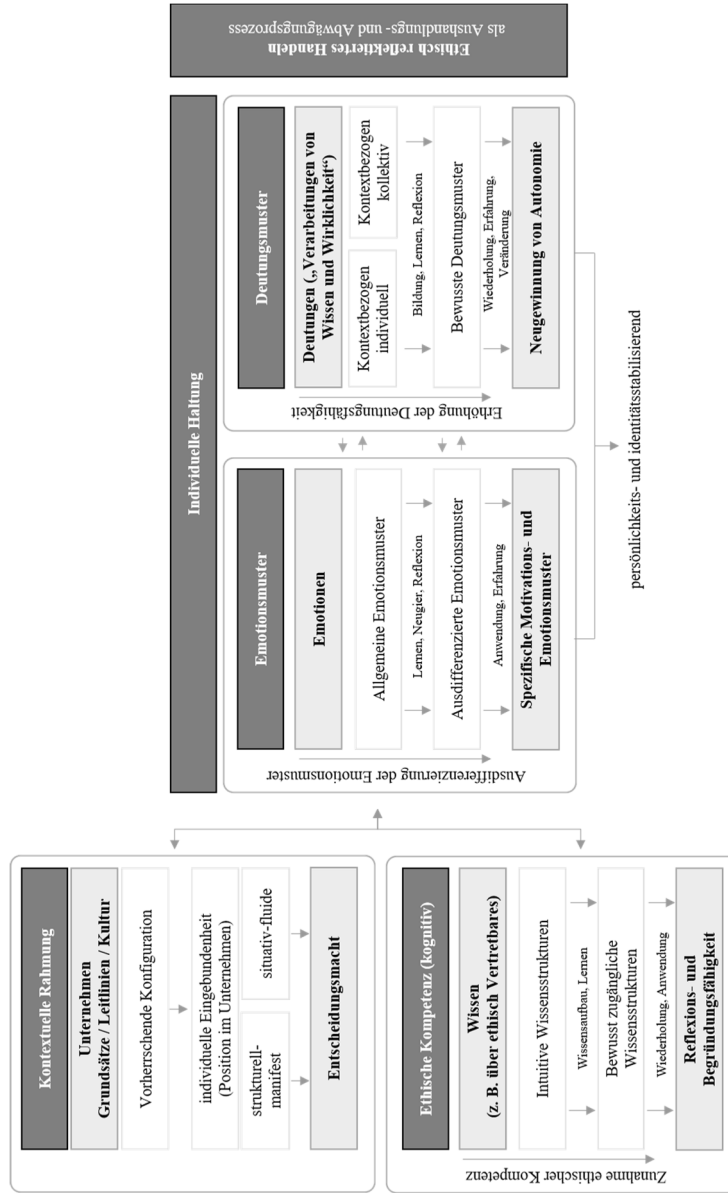 Kontextuelle Rahmung
Unternehmen
Grundsätze / Leitlinien / Kultur
Vorherrschende Konfiguration
individuelle Eingebundenheit
(Position im Unternehmen)
strukturell-
manifest
situativ-fluide
Entscheidungsmacht
Ethische Kompetenz (kognitiv)
Wissen
(z. B. über ethisch Vertretbares)
Intuitive Wissensstrukturen
Wissensaufbau, Lernen
Bewusst zugängliche
Wissensstrukturen
Wiederholung, Anwendung
Reflexions- und
Begründungsfähigkeit
Zunahme ethischer Kompetenz
Individuelle Haltung
Emotionsmuster
Emotionen
Allgemeine Emotionsmuster
Lernen, Neugier, Reflexion
Ausdifferenzierte Emotionsmuster
Anwendung, Erfahrung
Spezifische Motivations- und
Emotionsmuster
Ausdifferenzierung der Emotionsmuster
Deutungsmuster
Deutungen („Verarbeitungen von
Wissen und Wirklichkeit“)
Kontextbezogen
individuell
Kontextbezogen
kollektiv
Bildung, Lernen, Reflexion
Bewusste Deutungsmuster
Wiederholung, Erfahrung,
Veränderung
Neugewinnung von Autonomie
Erhöhung der Deutungsfähigkeit
persönlichkeits- und identitätsstabilisierend
Ethisch reflektiertes Handeln
als Aushandlungs- und Abwägungsprozess